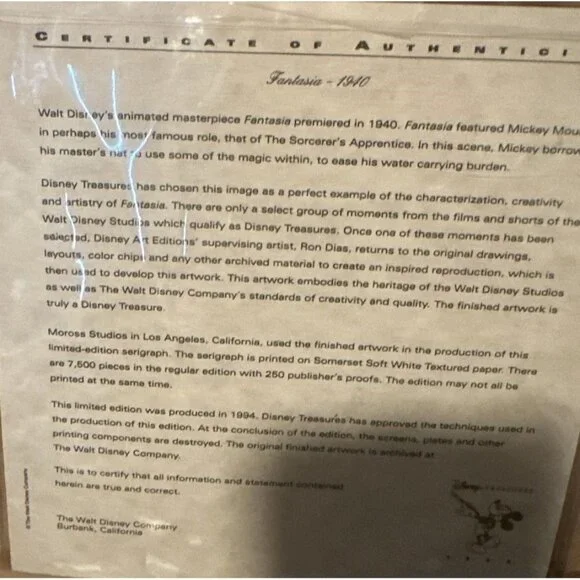 CERTIFICATE OF AUTHENTICI
Fantasia - 1940
Walt Disney's animated masterpiece Fantasia premiered in 1940. Fantasia featured Mickey Mou
in perhaps his most famous role, that of The Sorcerer's Apprentice. In this scene, Mickey borrow
his master's hat to use some of the magic within, to ease his water carrying burden.
Disney Treasures has chosen this image as a perfect example of the characterization, creativity
and artistry of Fantasia. There are only a select group of moments from the films and shorts of the
Walt Disney Studios which qualify as Disney Treasures. Once one of these moments has been
selected, Disney Art Editions' supervising artist, Ron Dias, returns to the original drawings,
layouts, color chips and any other archived material to create an inspired reproduction, which is
then used to develop this artwork. This artwork embodies the heritage of the Walt Disney Studios
as well as The Walt Disney Company's standards of creativity and quality. The finished artwork is
truly a Disney Treasure.
Moross Studios in Los Angeles, California, used the finished artwork in the production of this
limited-edition serigraph. The serigraph is printed on Somerset Soft White Textured paper. There
are 7,500 pieces in the regular edition with 250 publisher's proofs. The edition may not all be
printed at the same time.
This limited edition was produced in 1994. Disney Treasures has approved the techniques used in
the production of this edition. At the conclusion of the edition, the screens, plates and other
printing components are destroyed. The original finished artwork is archived at
The Walt Disney Company.
This is to certify that all information and statement contained
herein are true and correct.
The Walt Disney Company
Burbank, California
© The Walt Disney Company